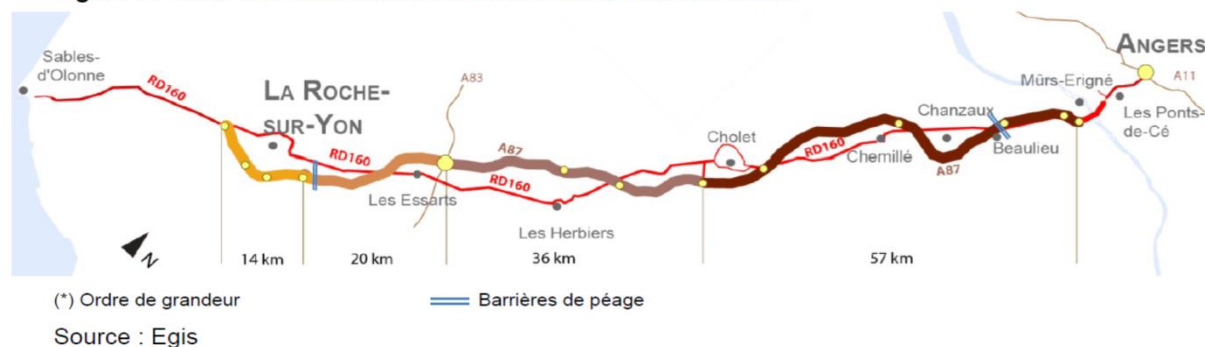 Sables-
d'Olonne
RD160
LA ROCHE-
SUR-YON
A83
RD160
A87
Les Essarts
RD160
Les Herbiers
Cholet
RD160
Chemillé
Chanzaux
A87
Beaulieu
Mûrs-Erigné
ANGERS
A11
Les Ponts-
de-Cé
N
14 km
20 km
36 km
57 km
(*) Ordre de grandeur
Barrières de péage
Source : Egis